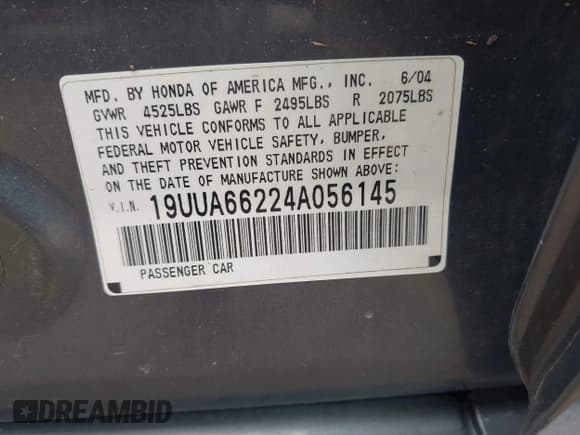 MFD. BY HONDA OF AMERICA MFG., INC. 6/04
GVWR 4525LBS GAWR F 2495LBS R 2075LBS
THIS VEHICLE CONFORMS TO ALL APPLICABLE
FEDERAL MOTOR VEHICLE SAFETY, BUMPER,
AND THEFT PREVENTION STANDARDS IN EFFECT
ON THE DATE OF MANUFACTURE SHOWN ABOVE:
V.I.N. 19UUA66224A056145
PASSENGER CAR
DREAMBID